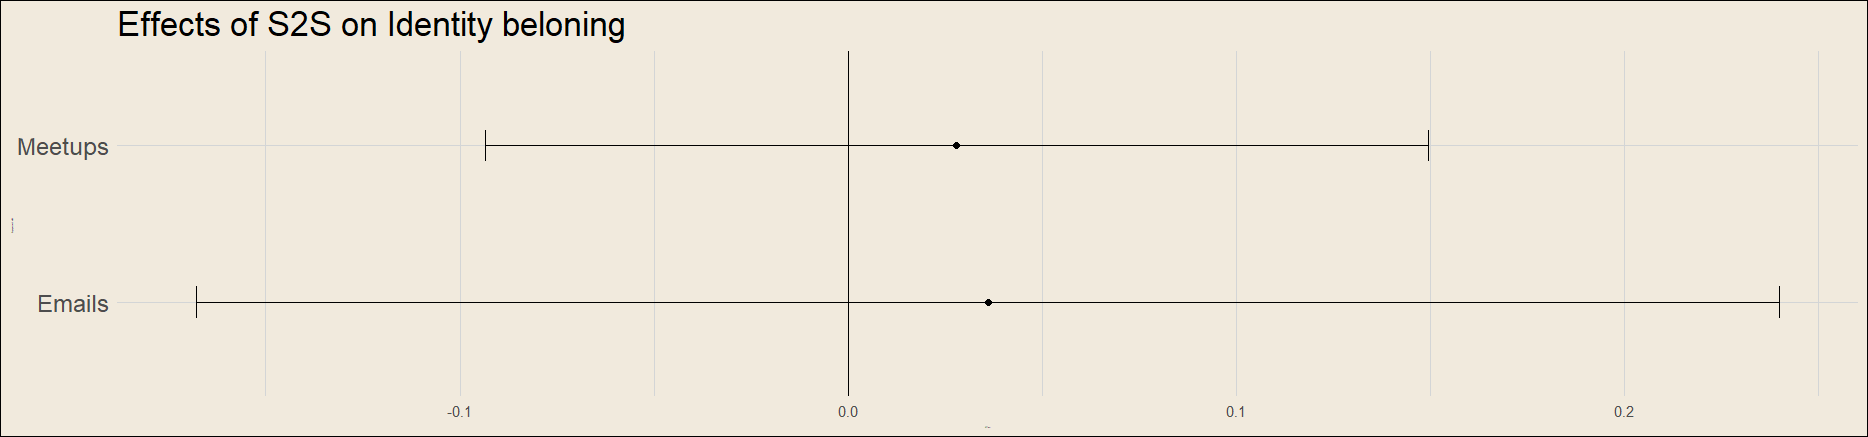 Effects of S2S on Identity beloning
Meetups
Emails
-0.1
0.0
0.1
0.2